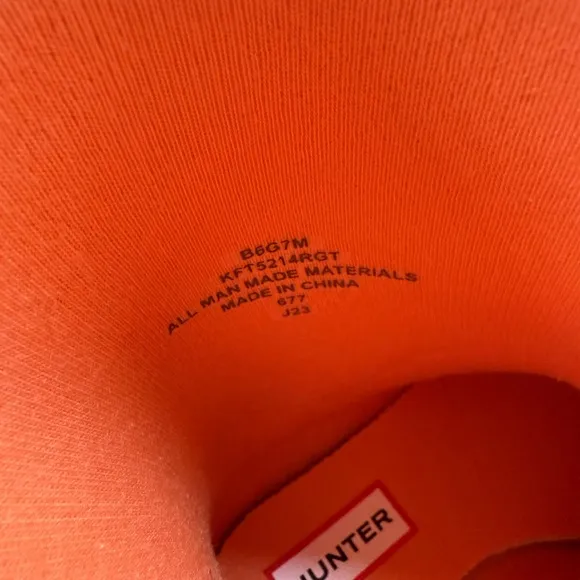 B6G7M
KFT5214RGT
ALL MAN MADE MATERIALS
MADE IN CHINA
677
J23
HUNTER